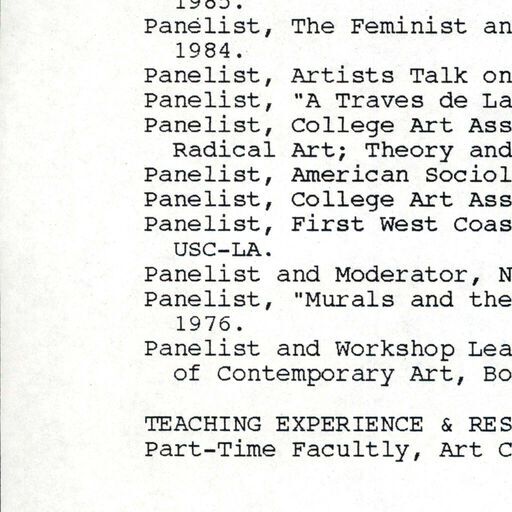 1985.
Panelist, The Feminist an
1984.
Panelist, Artists Talk on
Panelist, "A Traves de La
Panelist, College Art Ass
Radical Art; Theory and
Panelist, American Sociol
Panelist, College Art Ass
Panelist, First West Coas
USC-LA.
Panelist and Moderator, N
Panelist, "Murals and the
1976.
Panelist and Workshop Lea
of Contemporary Art, Bo
TEACHING EXPERIENCE & RES
Part-Time Facultly, Art C